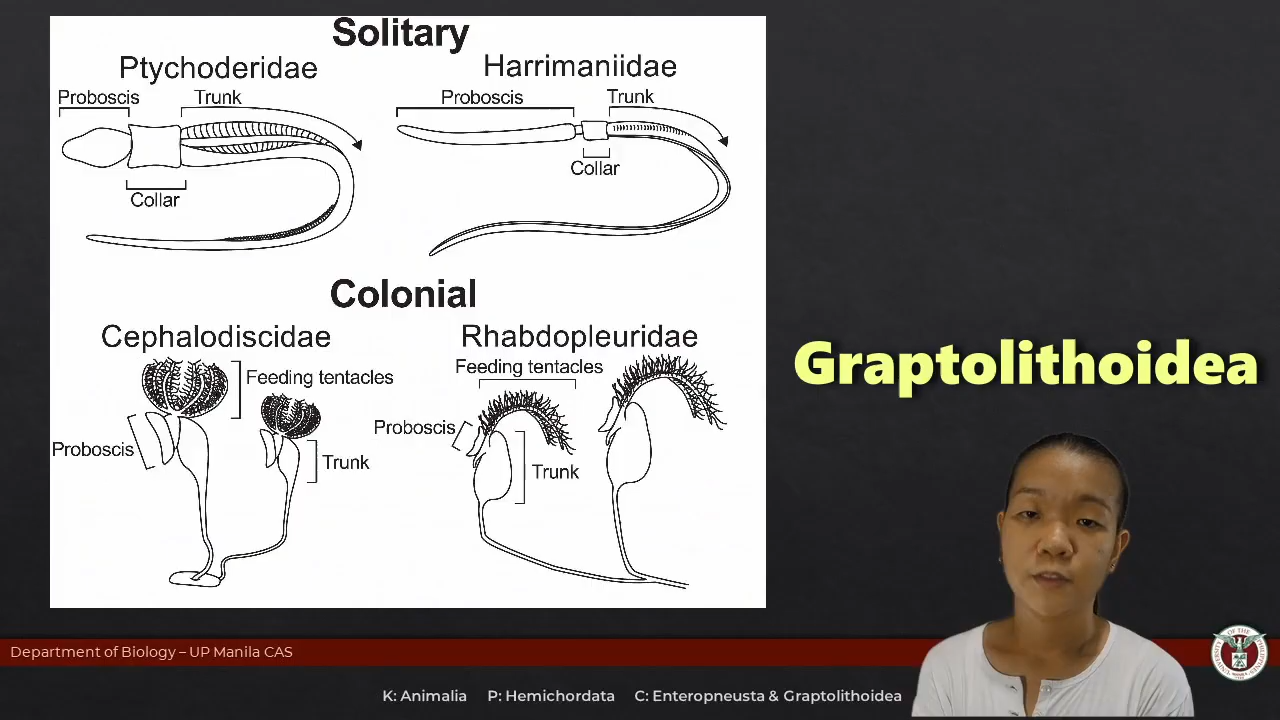 Solitary
Ptychoderidae
Proboscis
Trunk
Collar
Harrimaniidae
Proboscis
Trunk
Collar
Colonial
Cephalodiscidae
Feeding tentacles
Proboscis
Trunk
Rhabdopleuridae
Feeding tentacles
Proboscis
Trunk
Graptolithoidea
Department of Biology – UP Manila CAS
K: Animalia P: Hemichordata C: Enteropneusta & Graptolithoidea